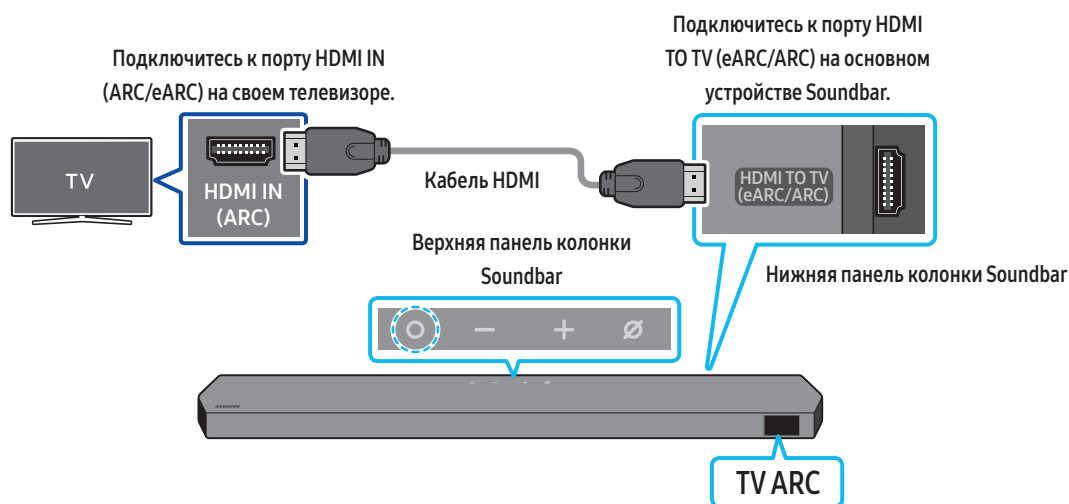 Подключитесь к порту HDMI IN
(ARC/eARC) на своем телевизоре.
Подключитесь к порту HDMI
TO TV (eARC/ARC) на основном
устройстве Soundbar.
TV
HDMI IN
(ARC)
Кабель HDMI
HDMI TO TV
(eARC/ARC)
Верхняя панель колонки
Soundbar
Нижняя панель колонки Soundbar
SAMSUNG
TV ARC